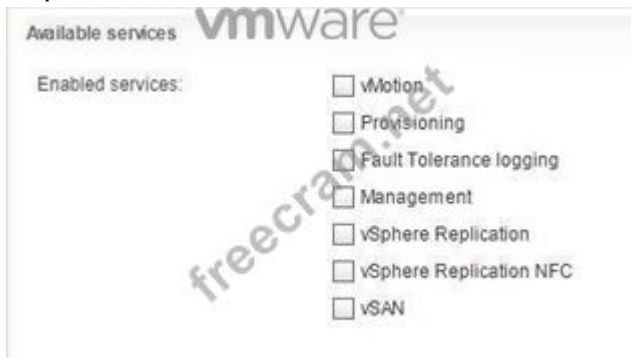 vmware
Available services
Enabled services:
vMotion
Provisioning
Fault Tolerance logging
Management
vSphere Replication
vSphere Replication NFC
vSAN
freecram.net